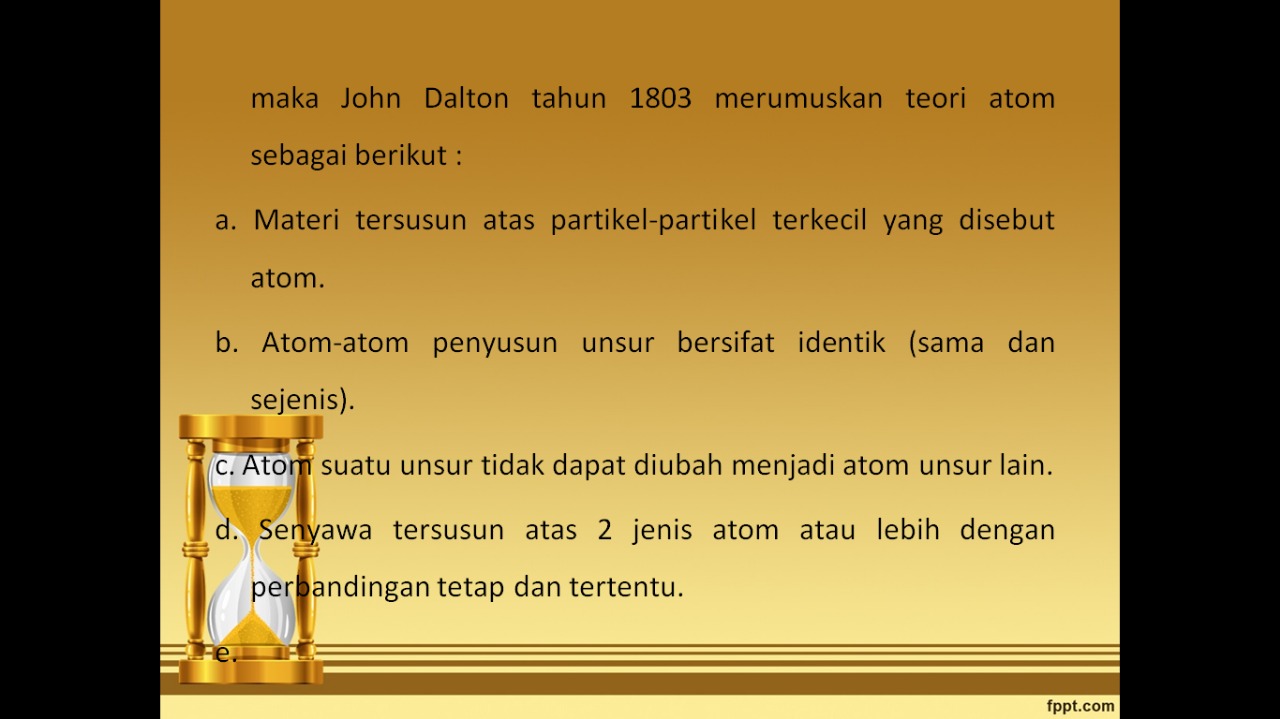 maka John Dalton tahun 1803 merumuskan teori atom
sebagai berikut :
a. Materi tersusun atas partikel-partikel terkecil yang disebut
atom.
b. Atom-atom penyusun unsur bersifat identik (sama dan
sejenis).
c. Atom suatu unsur tidak dapat diubah menjadi atom unsur lain.
d. Senyawa tersusun atas 2 jenis atom atau lebih dengan
perbandingan tetap dan tertentu.
e.
fppt.com